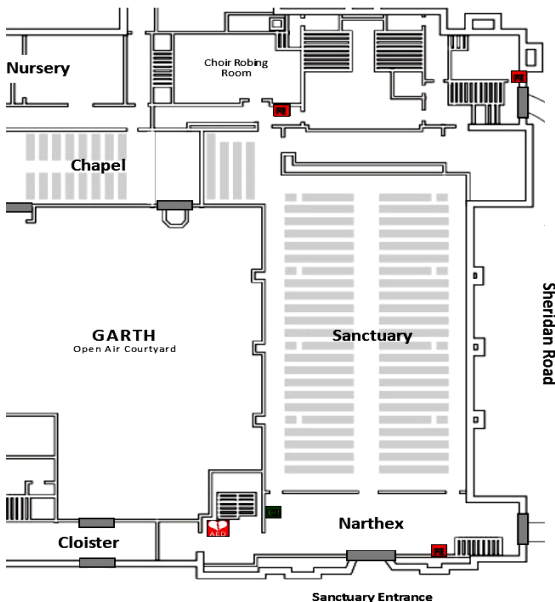 Nursery
Choir Robing
Room
Chapel
GARTH
Open Air Courtyard
Sanctuary
Sheridan Road
Narthex
AED
Cloister
Sanctuary Entrance